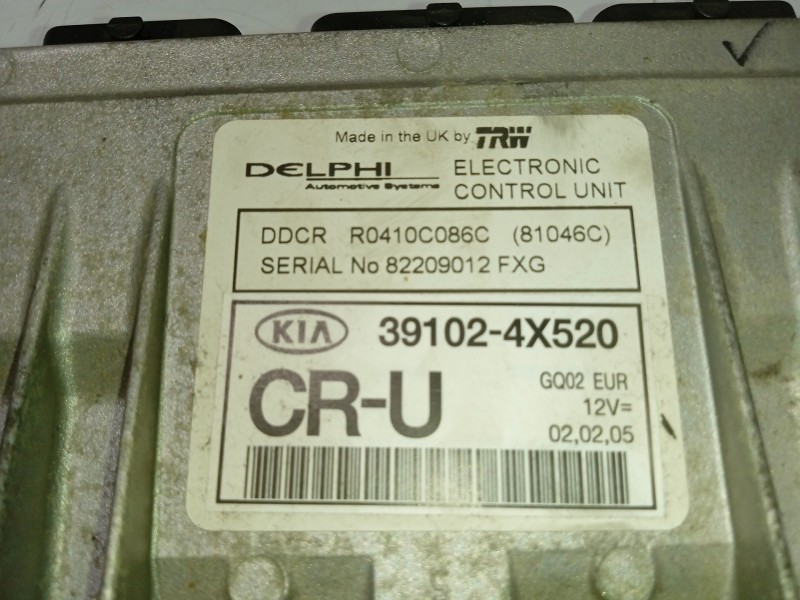 Made in the UK by TRW
DELPHI
Automotive Systems
ELECTRONIC
CONTROL UNIT
DDCR R0410C086C (81046C)
SERIAL No 82209012 FXG
KIA 39102-4X520
CR-U
GQ02 EUR
12V=
02,02,05